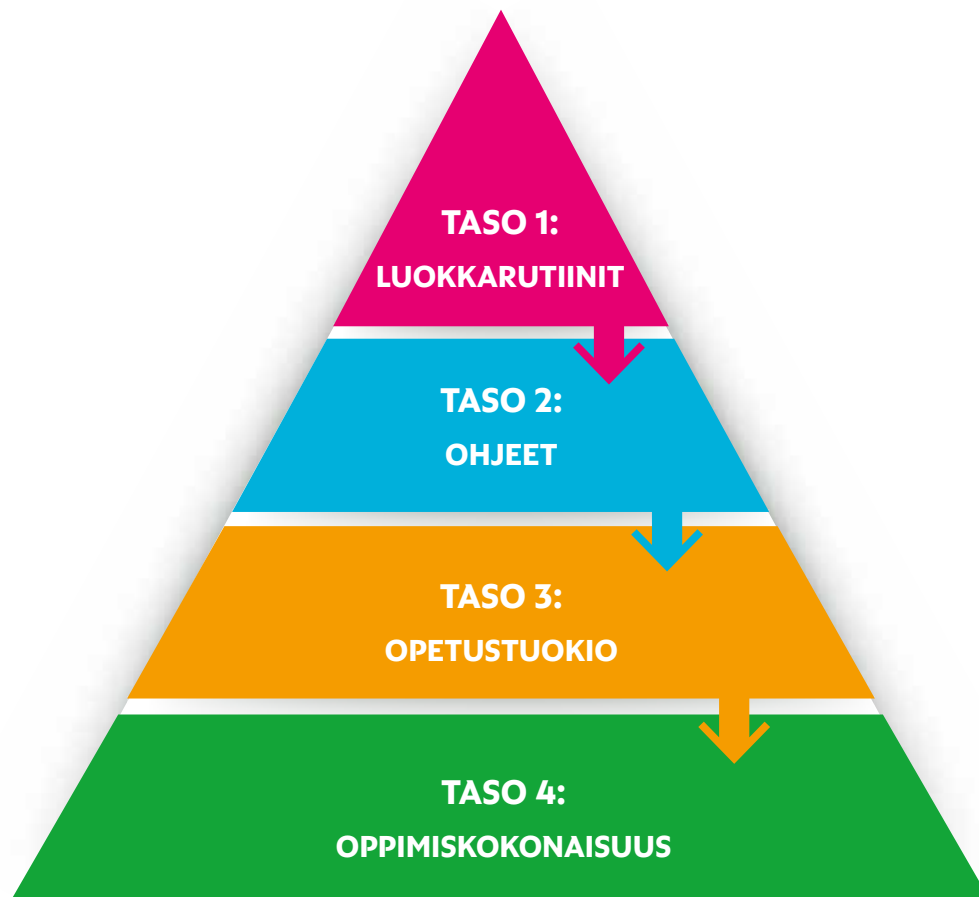 TASO 1:
LUOKKARUTIINIT
TASO 2:
OHJEET
TASO 3:
OPETUSTUOKIO
TASO 4:
OPPIMISKOKONAISUUS